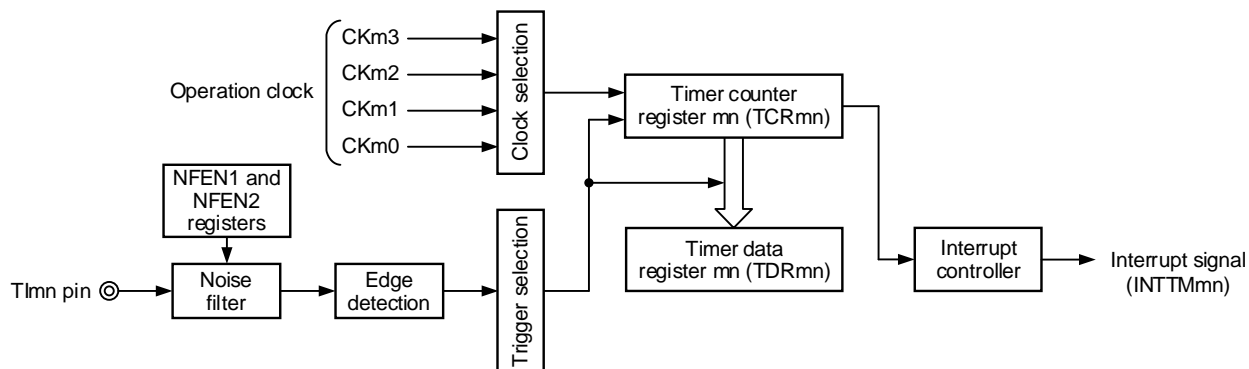 Operation clock
CKm3
CKm2
CKm1
CKm0
Clock selection
Timer counter
register mn (TCRmn)
NFEN1 and
NFEN2
registers
Trigger selection
Timer data
register mn (TDRmn)
Interrupt
controller
Interrupt signal
(INTTMmn)
TImn pin
Noise
filter
Edge
detection